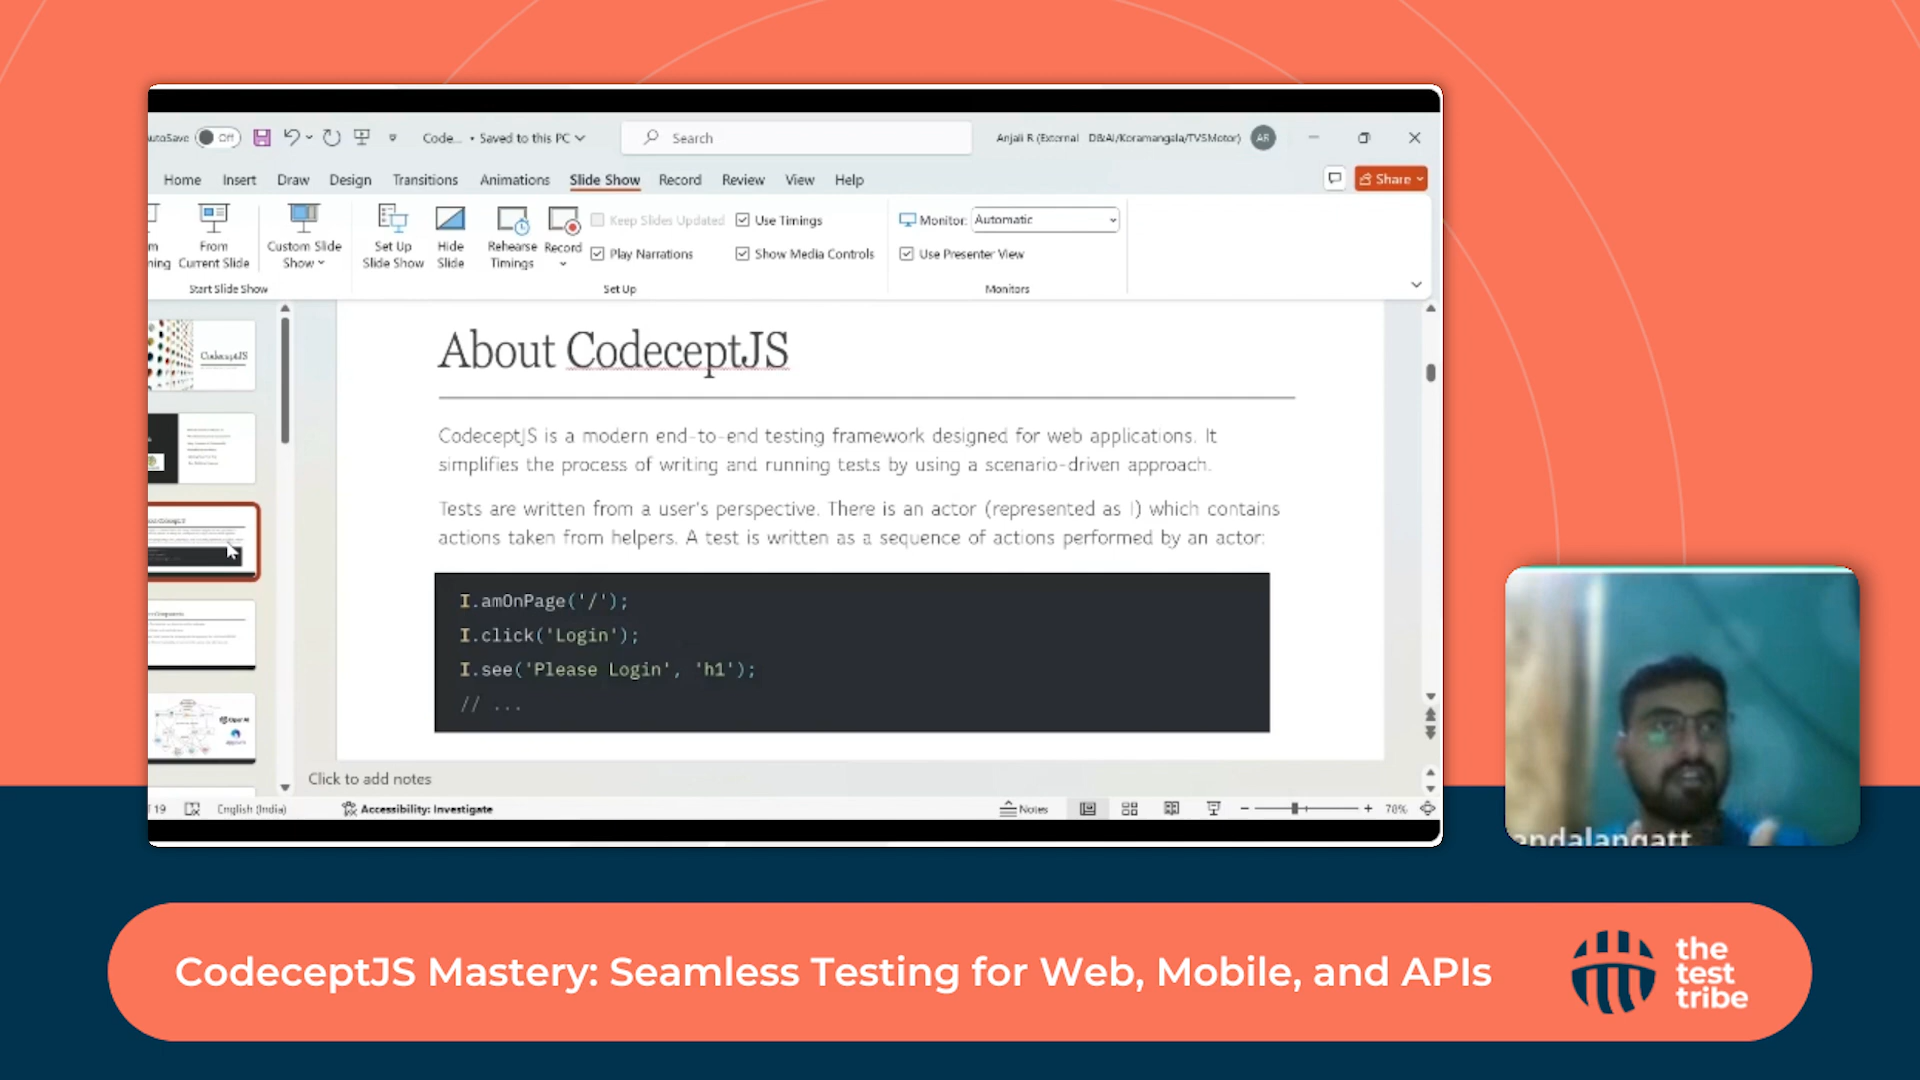 AutoSave Off Code... • Saved to this PC Search Anjali R (External D&AI/Koramangala/TVSMotor) AR
Home Insert Draw Design Transitions Animations Slide Show Record Review View Help Share
From Current Slide
Custom Slide Show
Set Up Slide Show
Hide Slide
Rehearse Timings
Record
Keep Slides Updated
Play Narrations
Use Timings
Show Media Controls
Monitor: Automatic
Use Presenter View
Start Slide Show Set Up Monitors
CodeceptJS
OpenAI
About CodeceptJS
CodeceptJS is a modern end-to-end testing framework designed for web applications. It
simplifies the process of writing and running tests by using a scenario-driven approach.
Tests are written from a user's perspective. There is an actor (represented as I) which contains
actions taken from helpers. A test is written as a sequence of actions performed by an actor:
I.amOnPage('/');
I.click('Login');
I.see('Please Login', 'h1');
// ...
Click to add notes
19 English (India) Accessibility: Investigate Notes 78%
andalangatt
CodeceptJS Mastery: Seamless Testing for Web, Mobile, and APIs
the
test
tribe